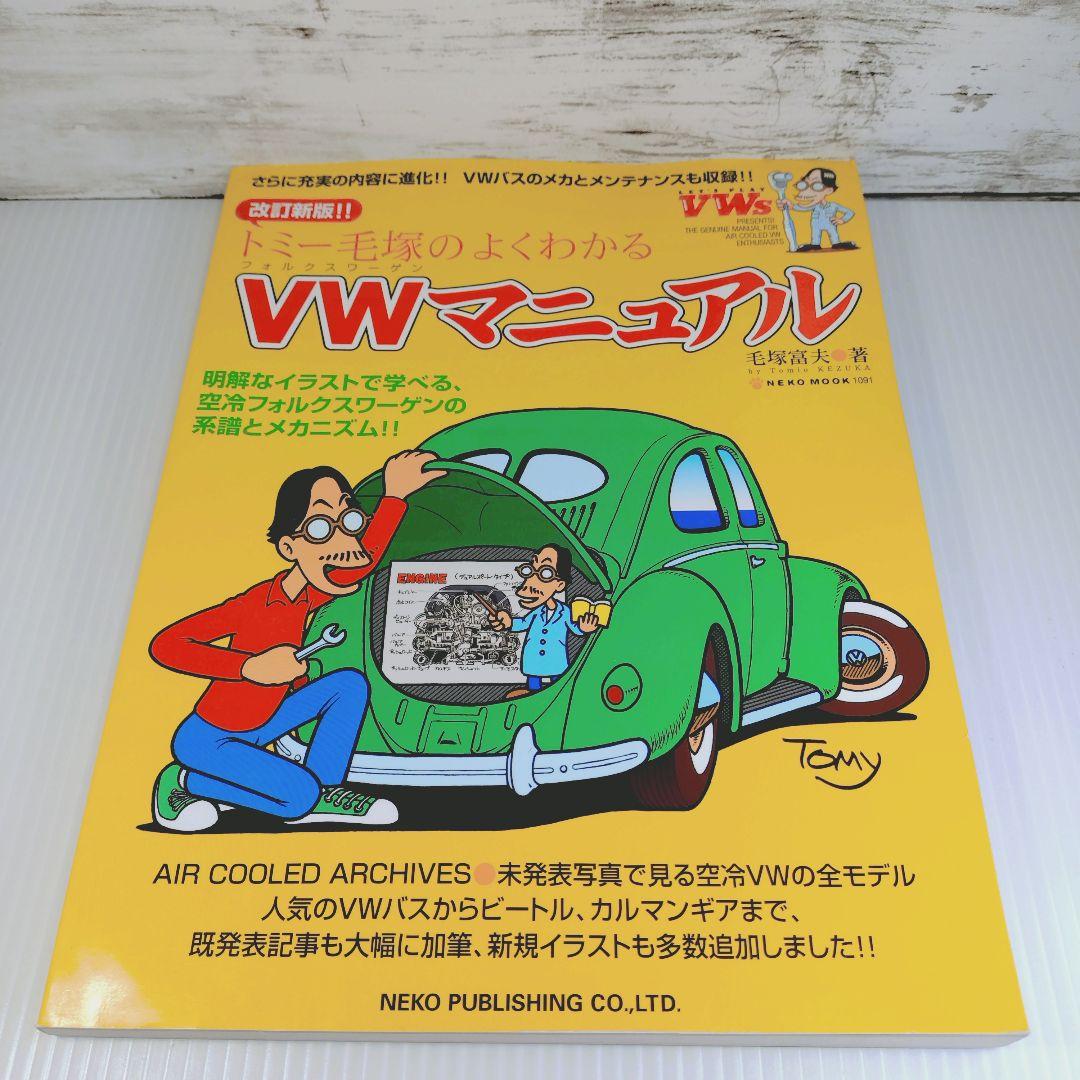 さらに充実の内容に進化!! VWバスのメカとメンテナンスも収録!!
改訂新版!!
LET'S PLAY
VWs
PRESENTS!
THE GENUINE MANUAL FOR
AIR COOLED VW
ENTHUSIASTS
トミー毛塚のよくわかる
フォルクスワーゲン
VWマニュアル
毛塚富夫●著
by Tomio KEZUKA
NEKO MOOK 1091
明解なイラストで学べる、
空冷フォルクスワーゲンの
系譜とメカニズム!!
ENGINE
TOMY
AIR COOLED ARCHIVES●未発表写真で見る空冷VWの全モデル
人気のVWバスからビートル、カルマンギアまで、
既発表記事も大幅に加筆、新規イラストも多数追加しました!!
NEKO PUBLISHING CO.,LTD.